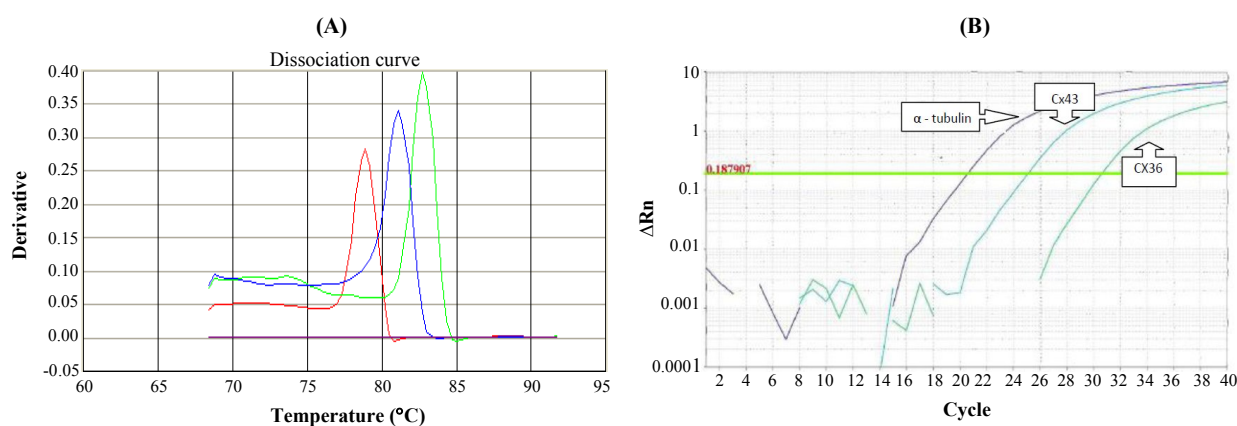 (A)
Dissociation curve
0.40
0.35
0.30
0.25
0.20
0.15
0.10
0.05
0.00
-0.05
60 65 70 75 80 85 90 95
Derivative
Temperature (°C)
(B)
10
1
0.1
0.01
0.001
0.0001
0.187907
α - tubulin
Cx43
CX36
2 4 6 8 10 12 14 16 18 20 22 24 26 28 30 32 34 36 38 40
ΔRn
Cycle